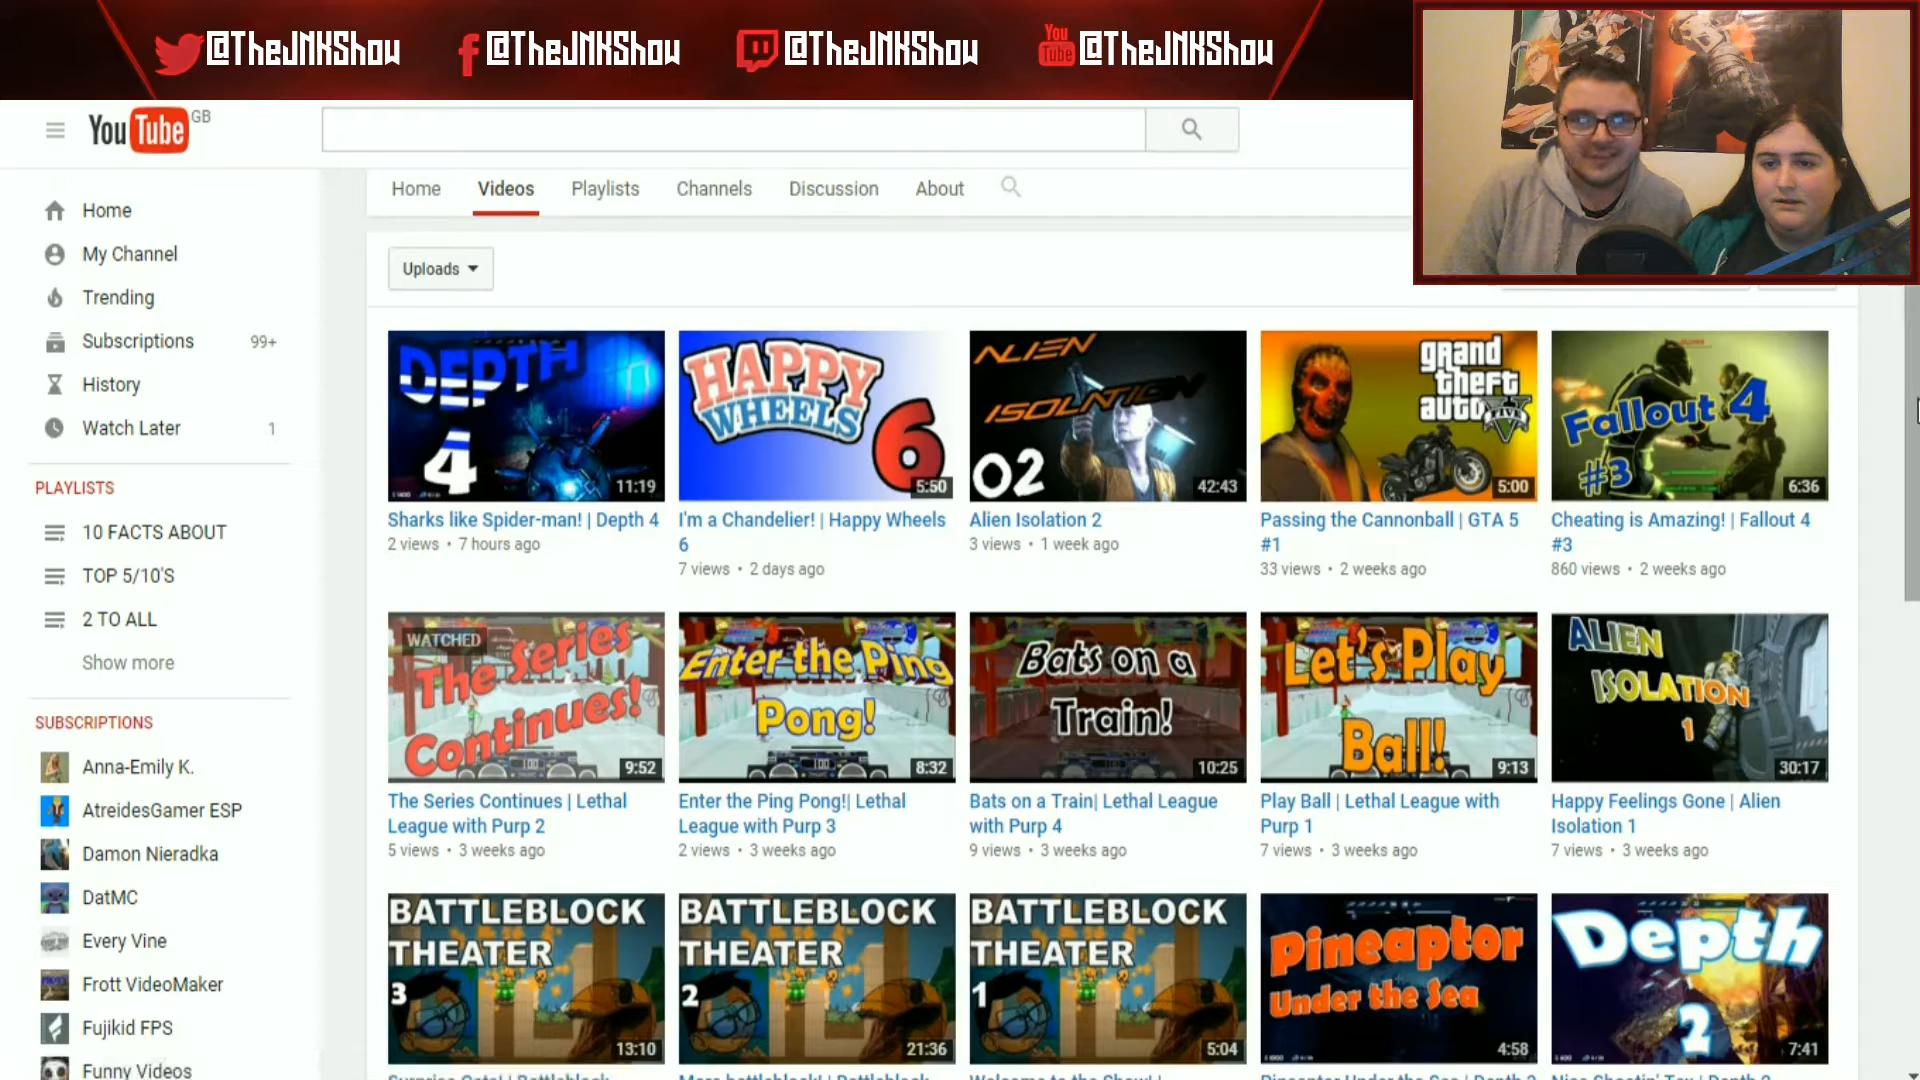 @TheJNKShow @TheJNKShow @TheJNKShow You Tube @TheJNKShow
YouTube GB
Home Videos Playlists Channels Discussion About
Uploads
Home
My Channel
Trending
Subscriptions 99+
History
Watch Later 1
PLAYLISTS
10 FACTS ABOUT
TOP 5/10'S
2 TO ALL
Show more
SUBSCRIPTIONS
Anna-Emily K.
AtreidesGamer ESP
Damon Nieradka
DatMC
Every Vine
Frott VideoMaker
Fujikid FPS
Funny Videos
DEPTH
4
11:19
Sharks like Spider-man! | Depth 4
2 views • 7 hours ago
HAPPY
WHEELS
6
5:50
I'm a Chandelier! | Happy Wheels
6
7 views • 2 days ago
ALIEN
ISOLATION
02
42:43
Alien Isolation 2
3 views • 1 week ago
grand
theft
auto
FIVE
5:00
Passing the Cannonball | GTA 5
#1
33 views • 2 weeks ago
Fallout 4
#3
6:36
Cheating is Amazing! | Fallout 4
#3
860 views • 2 weeks ago
WATCHED
The Series
Continues!
9:52
The Series Continues | Lethal
League with Purp 2
5 views • 3 weeks ago
Enter the Ping
Pong!
8:32
Enter the Ping Pong!| Lethal
League with Purp 3
2 views • 3 weeks ago
Bats on a
Train!
10:25
Bats on a Train| Lethal League
with Purp 4
9 views • 3 weeks ago
Let's Play
Ball!
9:13
Play Ball | Lethal League with
Purp 1
7 views • 3 weeks ago
ALIEN
ISOLATION
1
30:17
Happy Feelings Gone | Alien
Isolation 1
7 views • 3 weeks ago
BATTLEBLOCK
THEATER
3
13:10
BATTLEBLOCK
THEATER
2
21:36
BATTLEBLOCK
THEATER
1
5:04
Pineaptor
Under the Sea
4:58
Depth
2
7:41